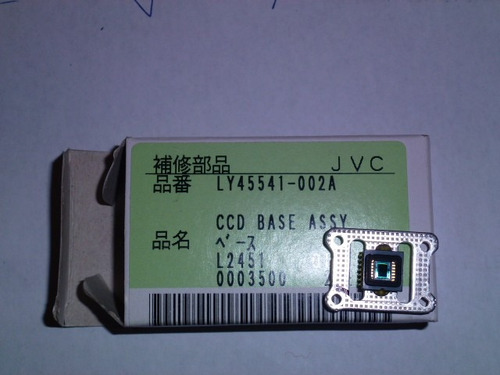 補修部品 JVC
品番 LY45541-002A
CCD BASE ASSY
品名 ベース
L2451
0003500